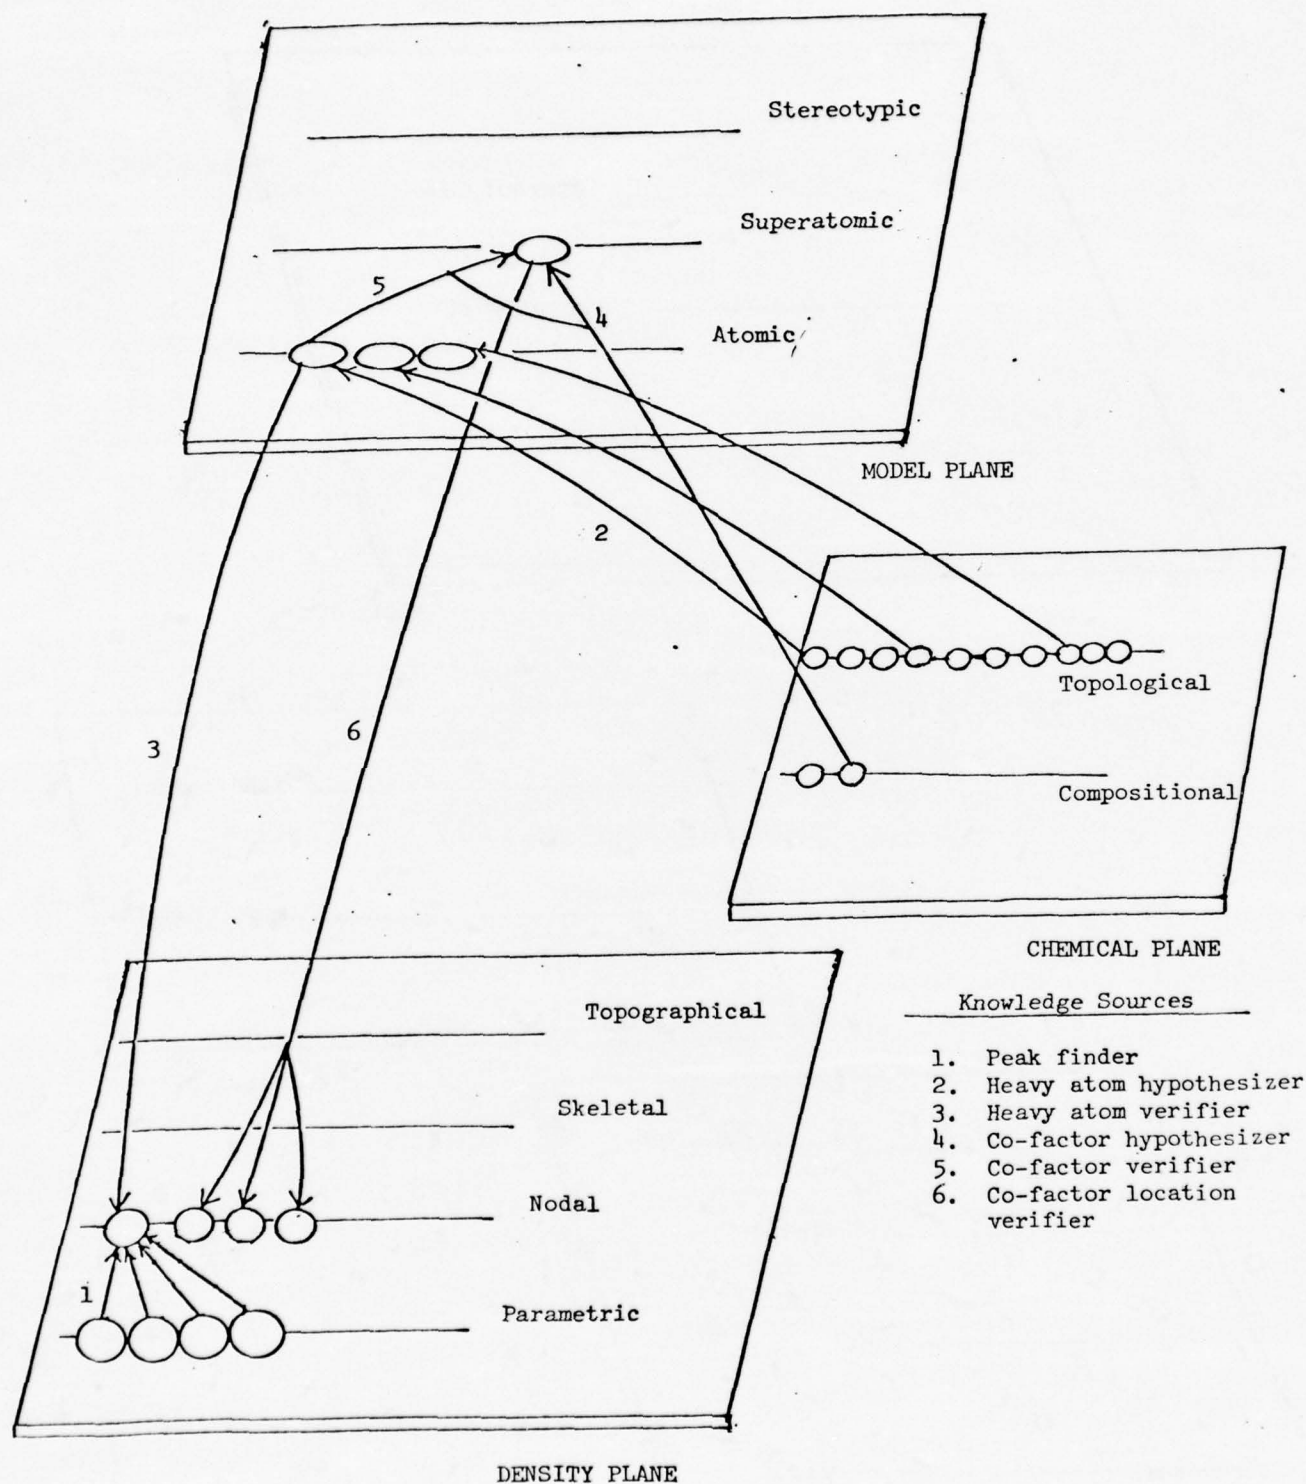 Stereotypic
Superatomic
5
4
Atomic
MODEL PLANE
2
Topological
3
6
Compositional
CHEMICAL PLANE
Topographical
Knowledge Sources
Skeletal
1. Peak finder
2. Heavy atom hypothesizer
3. Heavy atom verifier
4. Co-factor hypothesizer
5. Co-factor verifier
6. Co-factor location
verifier
Nodal
1
Parametric
DENSITY PLANE